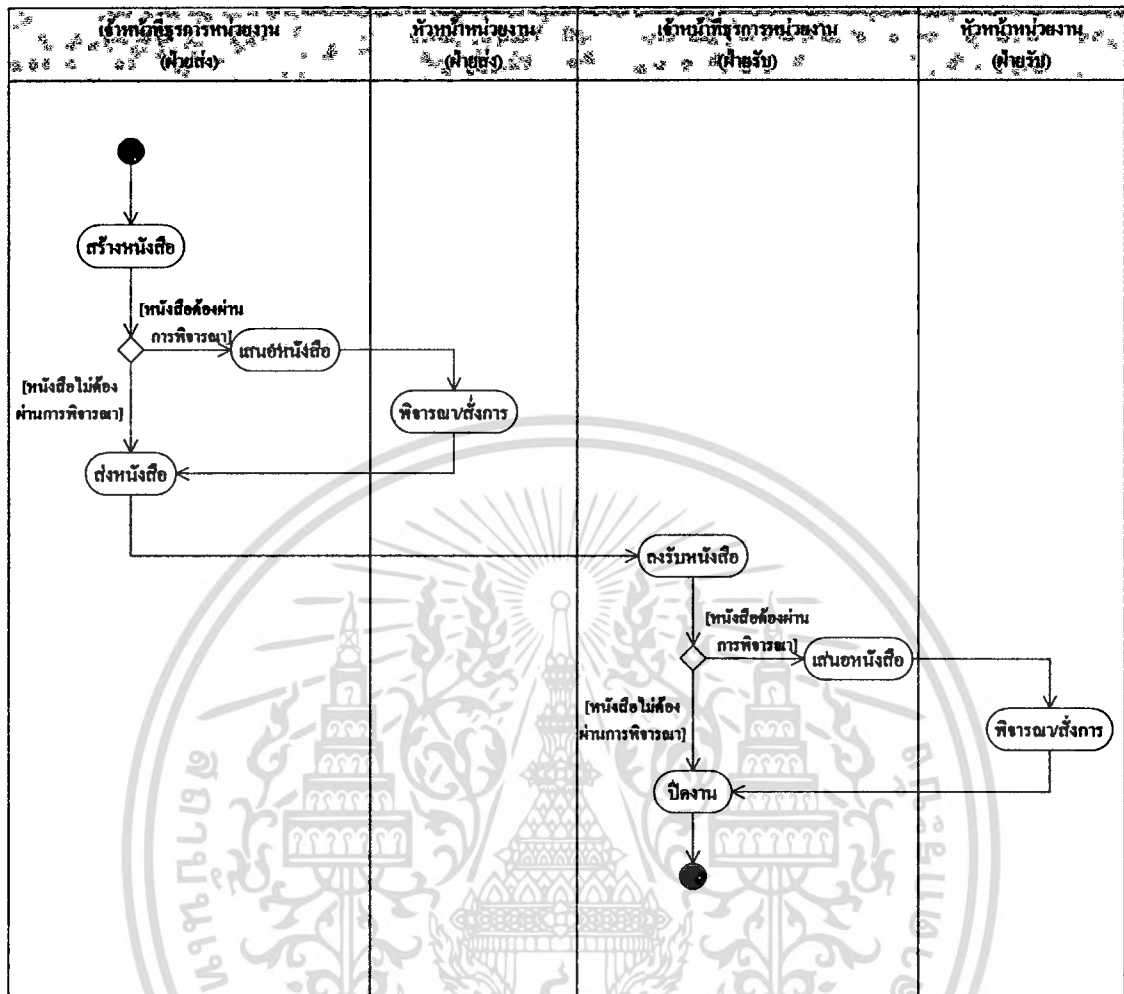 เจ้าหน้าที่ธุรการหน่วยงาน
(ฝ่ายส่ง)
หัวหน้าหน่วยงาน
(ฝ่ายส่ง)
เจ้าหน้าที่ธุรการหน่วยงาน
(ฝ่ายรับ)
หัวหน้าหน่วยงาน
(ฝ่ายรับ)
สร้างหนังสือ
[หนังสือต้องผ่าน
การพิจารณา]
เสนอหนังสือ
[หนังสือไม่ต้อง
ผ่านการพิจารณา]
พิจารณา/สั่งการ
ส่งหนังสือ
ลงรับหนังสือ
[หนังสือต้องผ่าน
การพิจารณา]
เสนอหนังสือ
[หนังสือไม่ต้อง
ผ่านการพิจารณา]
พิจารณา/สั่งการ
ปิดงาน